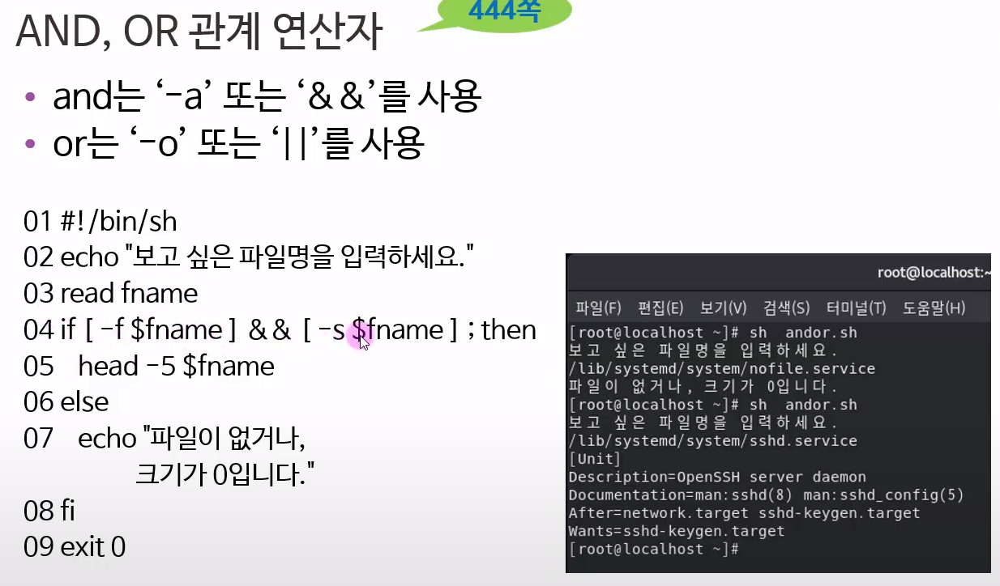 444쪽
AND, OR 관계 연산자
• and는 ‘-a’ 또는 ‘&&’를 사용
• or는 ‘-o’ 또는 ‘||’를 사용
01 #!/bin/sh
02 echo "보고 싶은 파일명을 입력하세요."
03 read fname
04 if [ -f $fname ] && [ -s $fname ] ; then
05 head -5 $fname
06 else
07 echo "파일이 없거나,
크기가 0입니다."
08 fi
09 exit 0
root@localhost:~
파일(F) 편집(E) 보기(V) 검색(S) 터미널(T) 도움말(H)
[root@localhost ~]# sh andor.sh
보고 싶은 파일명을 입력하세요.
/lib/systemd/system/nofile.service
파일이 없거나, 크기가 0입니다.
[root@localhost ~]# sh andor.sh
보고 싶은 파일명을 입력하세요.
/lib/systemd/system/sshd.service
[Unit]
Description=OpenSSH server daemon
Documentation=man:sshd(8) man:sshd_config(5)
After=network.target sshd-keygen.target
Wants=sshd-keygen.target
[root@localhost ~]#